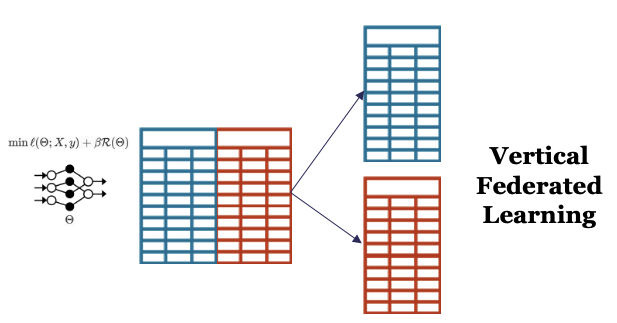 min ℓ(Θ; X, y) + βR(Θ)
Θ
Vertical
Federated
Learning